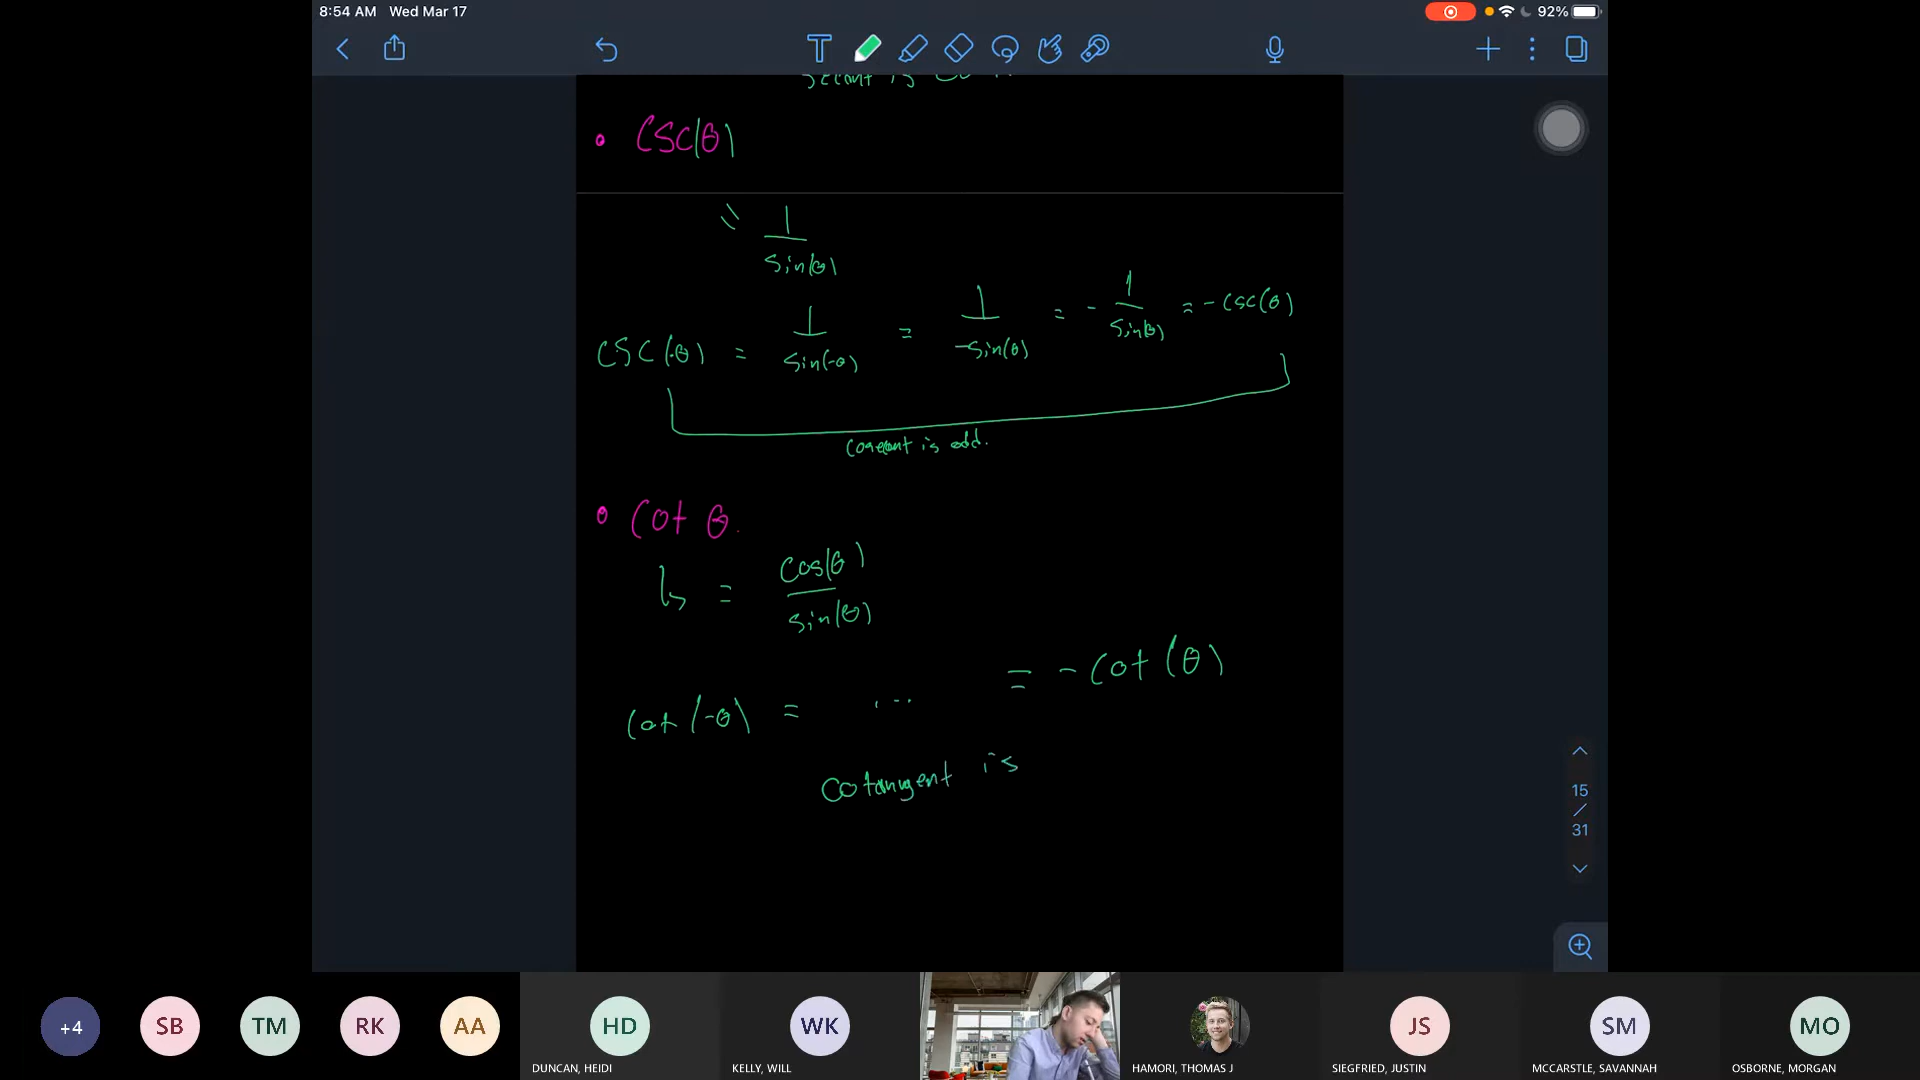 8:54 AM Wed Mar 17
92%
secant is
• CSC(θ)
= 1/sin(θ)
CSC(-θ) = 1/sin(-θ) = 1/-sin(θ) = - 1/sin(θ) = -csc(θ)
cosecant is odd.
• Cot θ.
↳ = cos(θ)/sin(θ)
Cot(-θ) = ... = - Cot(θ)
Cotangent is
15
/
31
+4
SB
TM
RK
AA
HD
DUNCAN, HEIDI
WK
KELLY, WILL
HAMORI, THOMAS J
JS
SIEGFRIED, JUSTIN
SM
MCCARSTLE, SAVANNAH
MO
OSBORNE, MORGAN